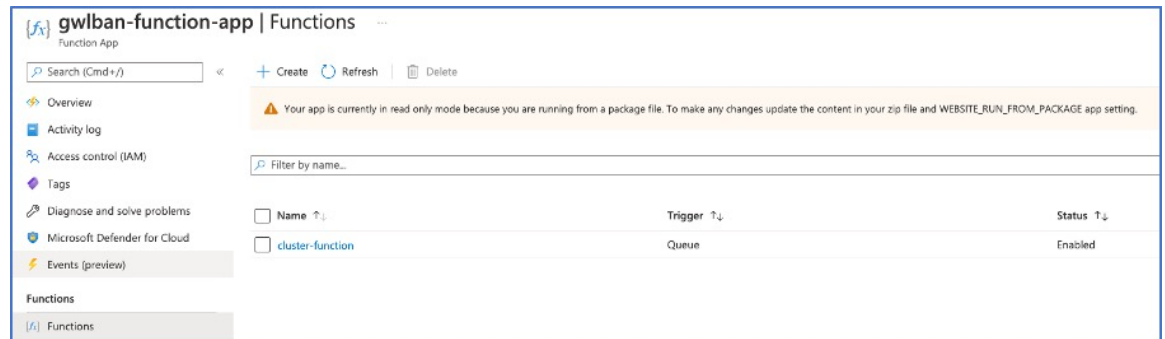 gwlban-function-app | Functions ...
Function App
Search (Cmd+/)
«
Create
Refresh
Delete
Overview
Activity log
Access control (IAM)
Tags
Diagnose and solve problems
Microsoft Defender for Cloud
Events (preview)
Functions
Functions
Your app is currently in read only mode because you are running from a package file. To make any changes update the content in your zip file and WEBSITE_RUN_FROM_PACKAGE app setting.
Filter by name...
Name ↑↓ Trigger ↑↓ Status ↑↓
cluster-function Queue Enabled